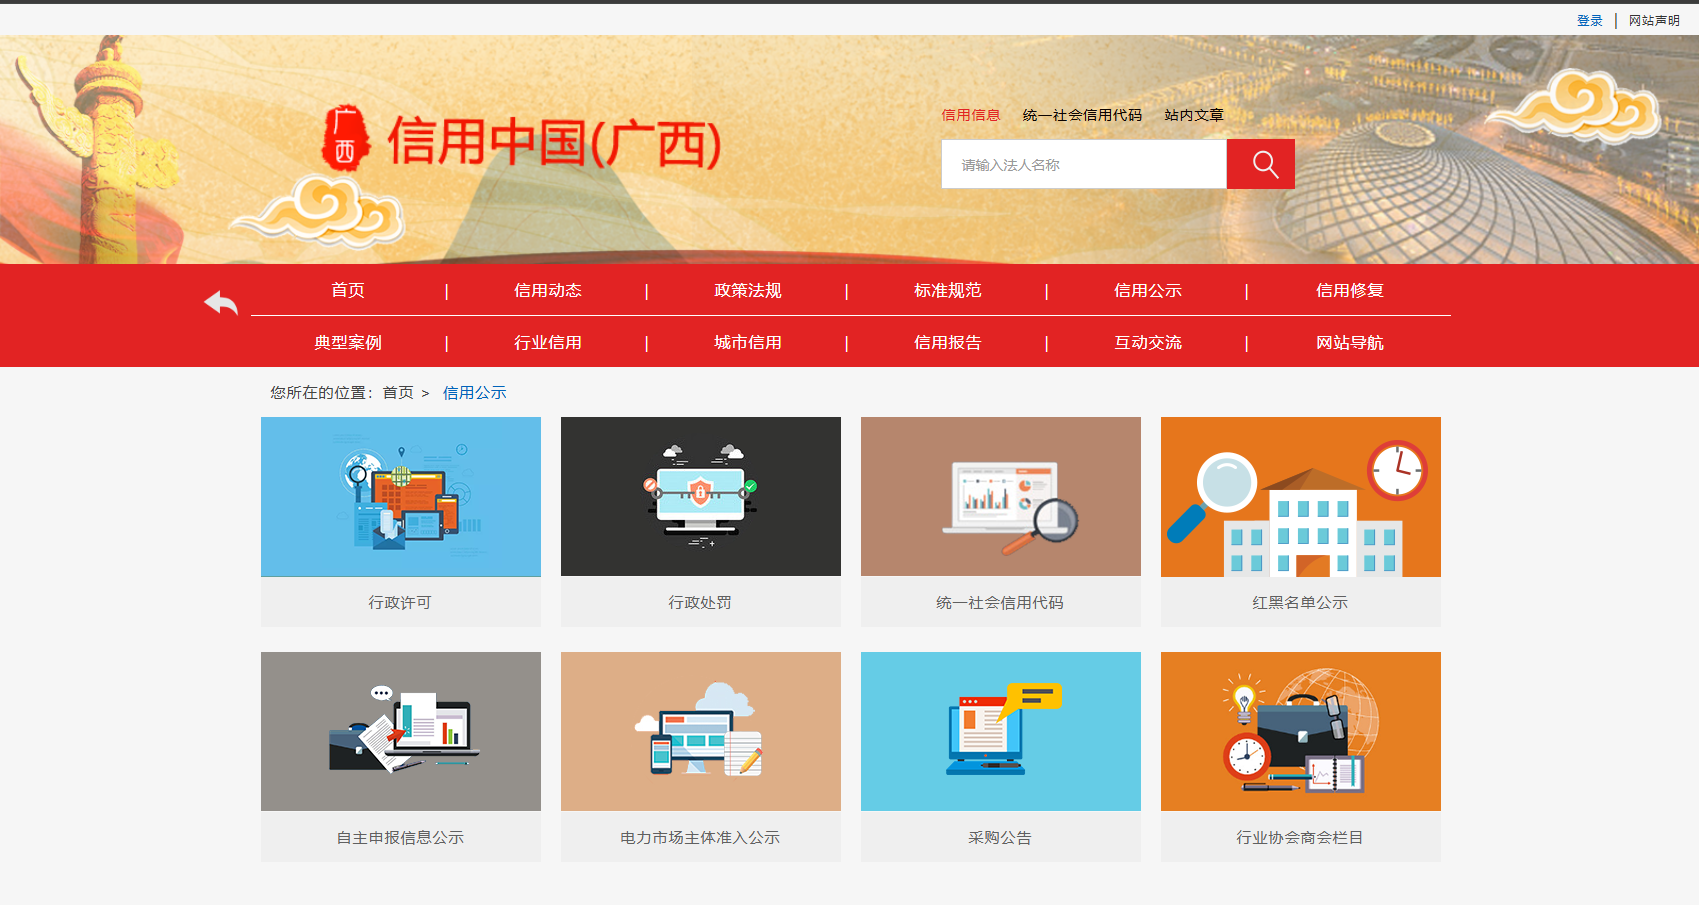 登录 | 网站声明
广西
信用中国(广西)
信用信息 统一社会信用代码 站内文章
请输入法人名称
首页 | 信用动态 | 政策法规 | 标准规范 | 信用公示 | 信用修复
典型案例 | 行业信用 | 城市信用 | 信用报告 | 互动交流 | 网站导航
您所在的位置：首页 > 信用公示
行政许可 行政处罚 统一社会信用代码 红黑名单公示
自主申报信息公示 电力市场主体准入公示 采购公告 行业协会商会栏目